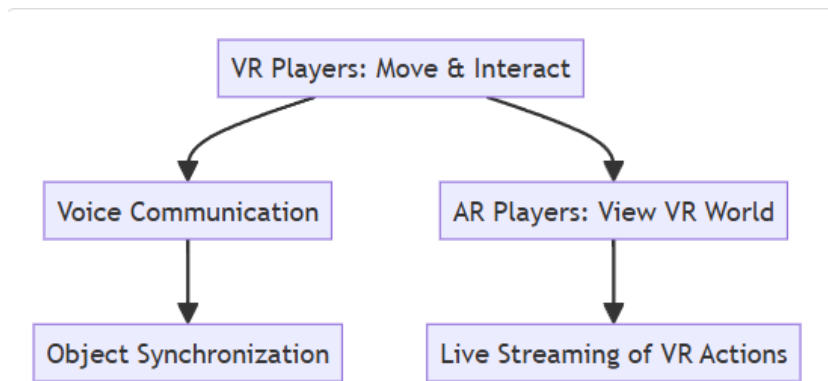 VR Players: Move & Interact
Voice Communication
AR Players: View VR World
Object Synchronization
Live Streaming of VR Actions